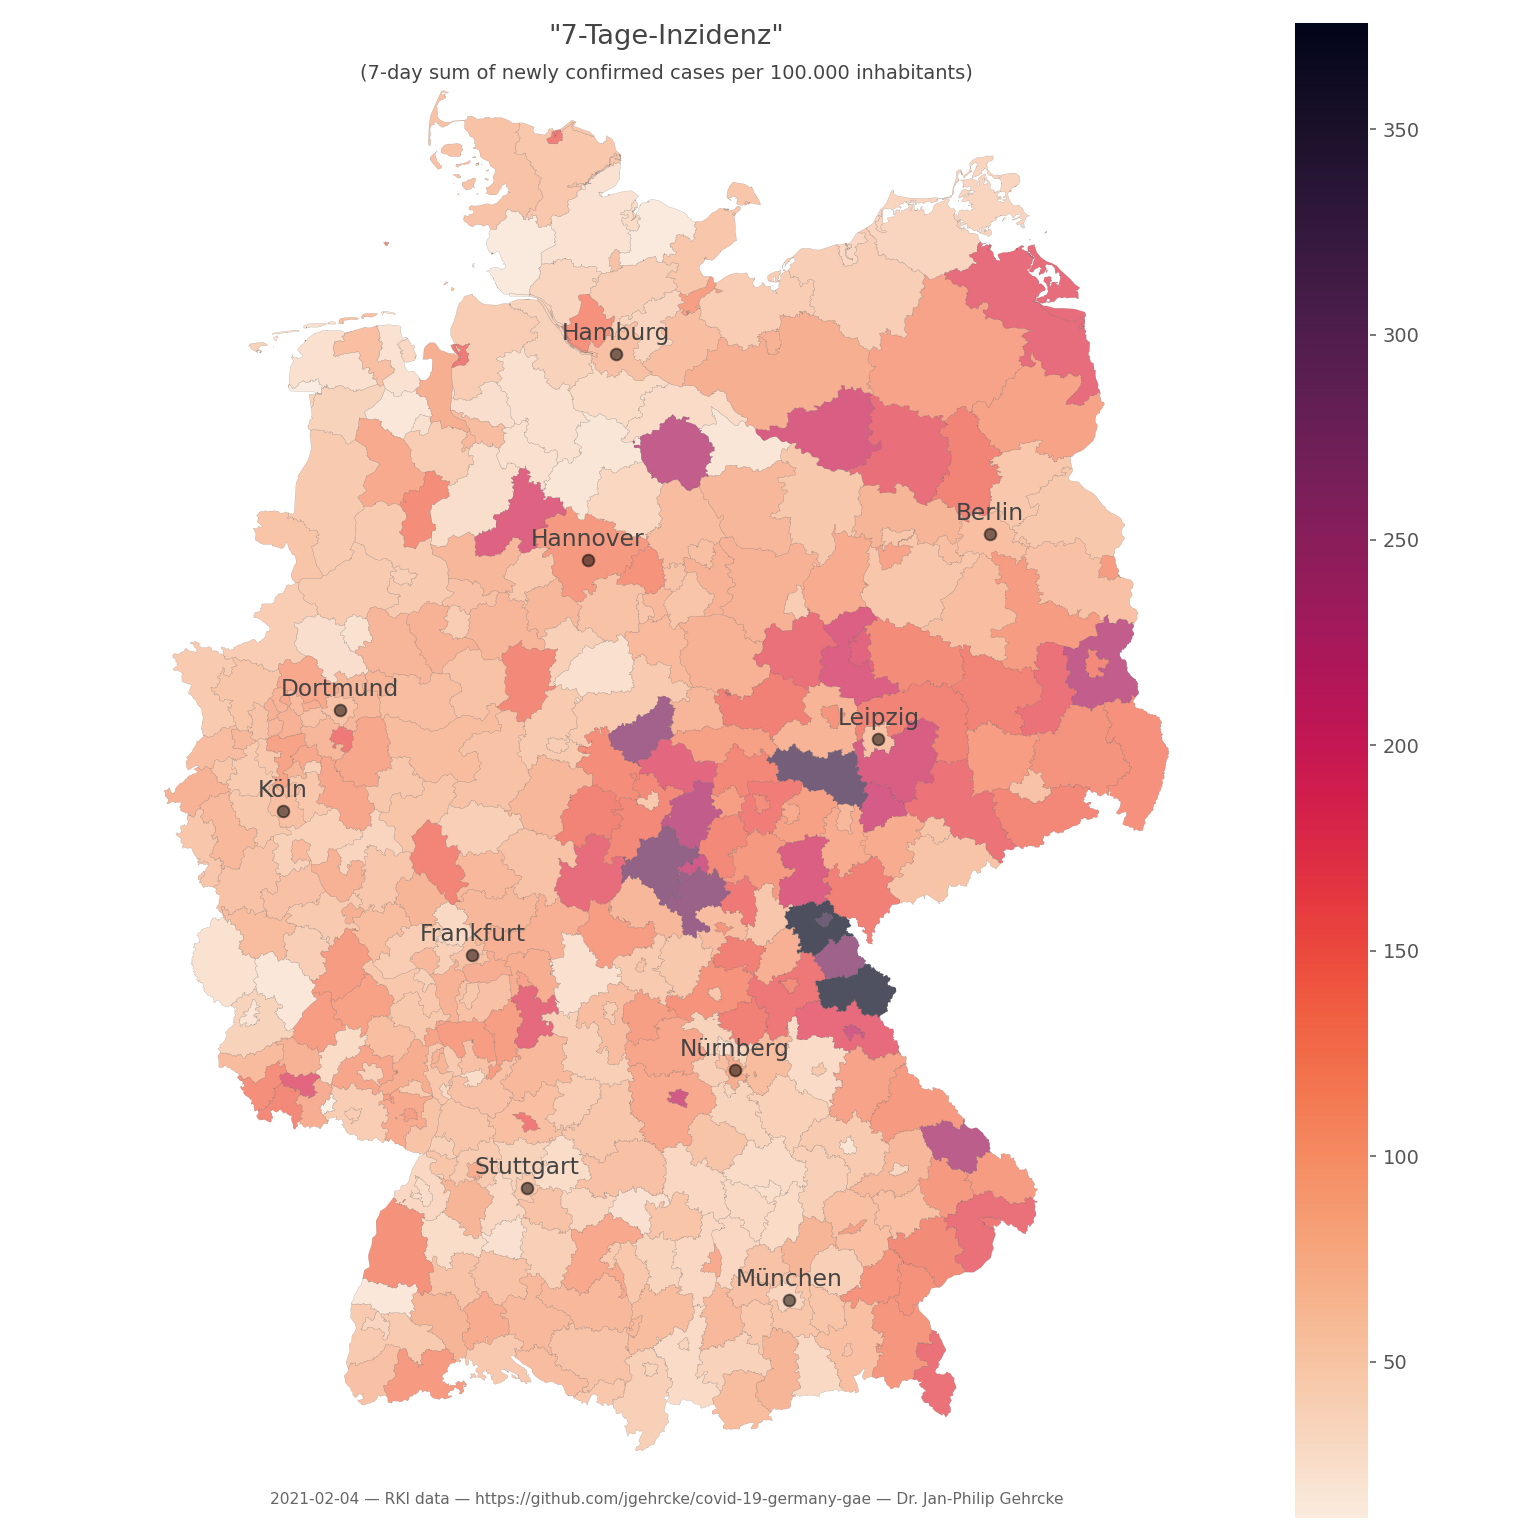 "7-Tage-Inzidenz"
(7-day sum of newly confirmed cases per 100.000 inhabitants)
350
Hamburg
300
Berlin
Hannover
250
Dortmund
Leipzig
200
Köln
Frankfurt
150
Nürnberg
100
Stuttgart
München
50
2021-02-04 — RKI data — https://github.com/jgehrcke/covid-19-germany-gae — Dr. Jan-Philip Gehrcke